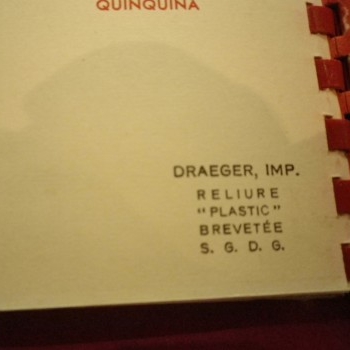 QUINQUINA
DRAEGER, IMP.
RELIURE
"PLASTIC"
BREVETÉE
S. G. D. G.